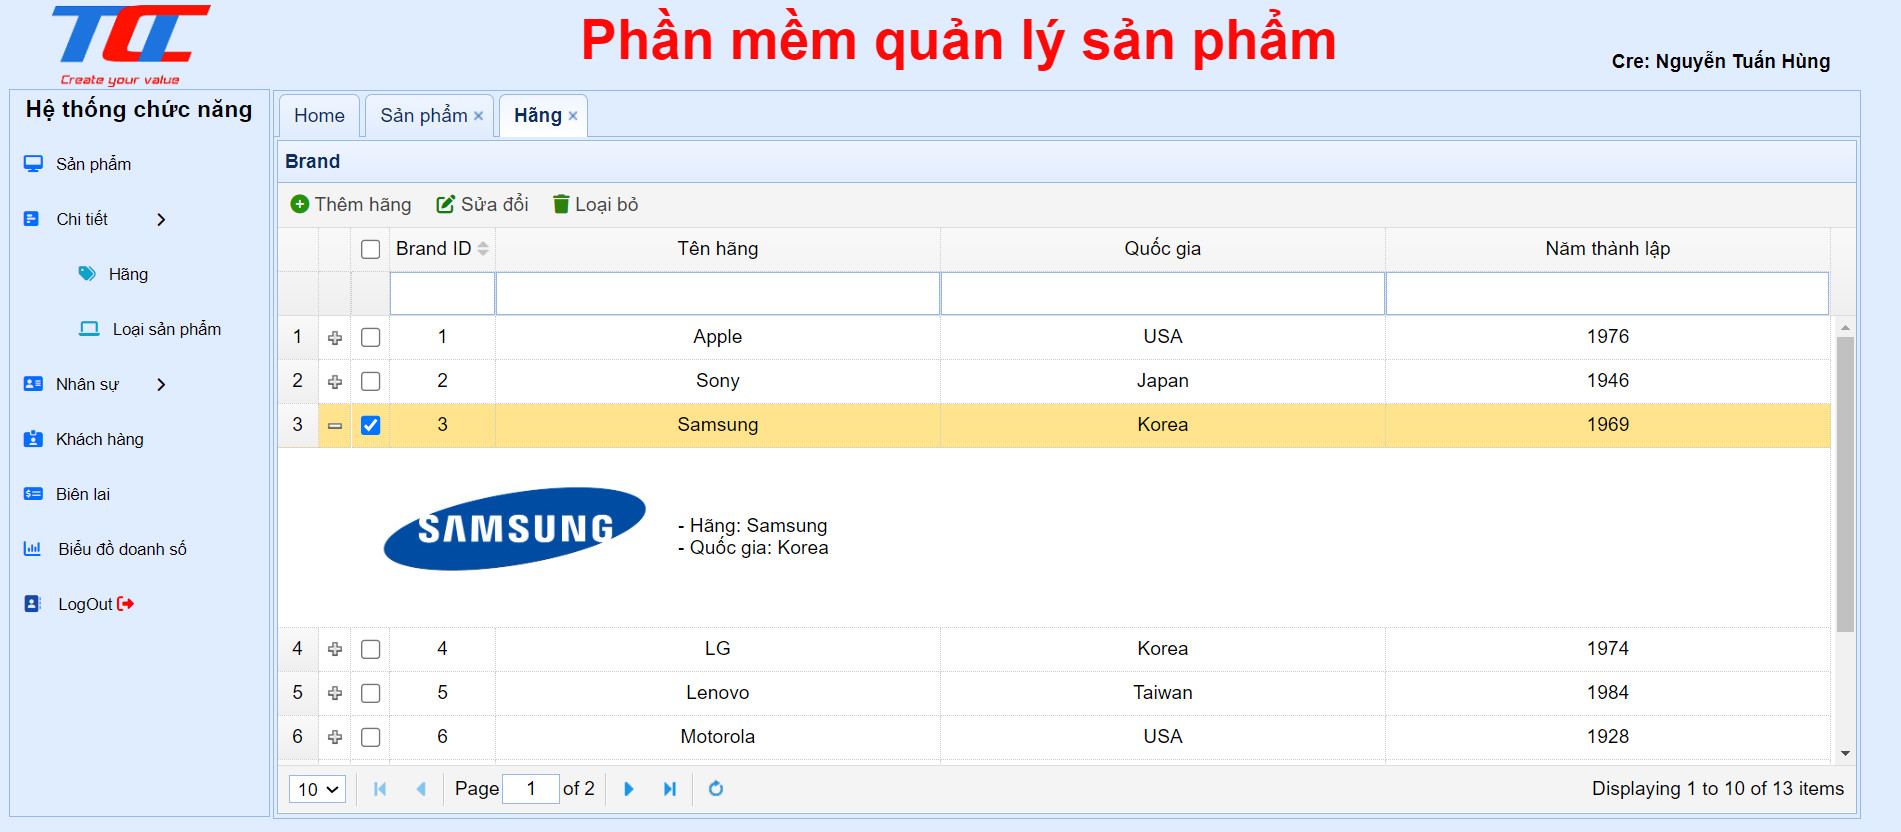 TCC
Create your value
Phần mềm quản lý sản phẩm
Cre: Nguyễn Tuấn Hùng
Hệ thống chức năng
Sản phẩm
Chi tiết
Hãng
Loại sản phẩm
Nhân sự
Khách hàng
Biên lai
Biểu đồ doanh số
LogOut
Home Sản phẩm × Hãng ×
Brand
Thêm hãng Sửa đổi Loại bỏ
Brand ID Tên hãng Quốc gia Năm thành lập
1 1 Apple USA 1976
2 2 Sony Japan 1946
3 3 Samsung Korea 1969
SAMSUNG
- Hãng: Samsung
- Quốc gia: Korea
4 4 LG Korea 1974
5 5 Lenovo Taiwan 1984
6 6 Motorola USA 1928
10 Page 1 of 2 Displaying 1 to 10 of 13 items